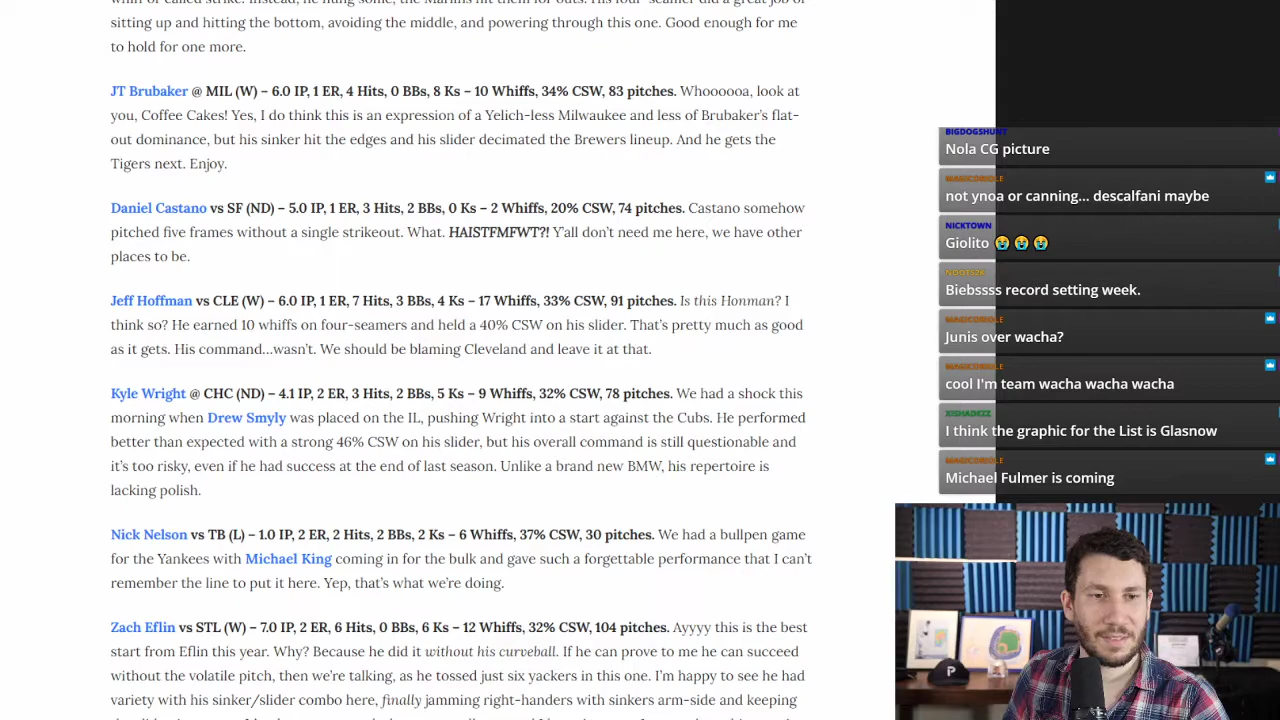 whiff or called strike. Instead, he hung some, the Marlins hit them for outs. His four-seamer did a great job of
sitting up and hitting the bottom, avoiding the middle, and powering through this one. Good enough for me
to hold for one more.
JT Brubaker @ MIL (W) – 6.0 IP, 1 ER, 4 Hits, 0 BBs, 8 Ks – 10 Whiffs, 34% CSW, 83 pitches. Whoooooa, look at
you, Coffee Cakes! Yes, I do think this is an expression of a Yelich-less Milwaukee and less of Brubaker's flat-
out dominance, but his sinker hit the edges and his slider decimated the Brewers lineup. And he gets the
Tigers next. Enjoy.
Daniel Castano vs SF (ND) – 5.0 IP, 1 ER, 3 Hits, 2 BBs, 0 Ks – 2 Whiffs, 20% CSW, 74 pitches. Castano somehow
pitched five frames without a single strikeout. What. HAISTFMFWT?! Y'all don't need me here, we have other
places to be.
Jeff Hoffman vs CLE (W) – 6.0 IP, 1 ER, 7 Hits, 3 BBs, 4 Ks – 17 Whiffs, 33% CSW, 91 pitches. Is this Honman? I
think so? He earned 10 whiffs on four-seamers and held a 40% CSW on his slider. That's pretty much as good
as it gets. His command…wasn't. We should be blaming Cleveland and leave it at that.
Kyle Wright @ CHC (ND) – 4.1 IP, 2 ER, 3 Hits, 2 BBs, 5 Ks – 9 Whiffs, 32% CSW, 78 pitches. We had a shock this
morning when Drew Smyly was placed on the IL, pushing Wright into a start against the Cubs. He performed
better than expected with a strong 46% CSW on his slider, but his overall command is still questionable and
it's too risky, even if he had success at the end of last season. Unlike a brand new BMW, his repertoire is
lacking polish.
Nick Nelson vs TB (L) – 1.0 IP, 2 ER, 2 Hits, 2 BBs, 2 Ks – 6 Whiffs, 37% CSW, 30 pitches. We had a bullpen game
for the Yankees with Michael King coming in for the bulk and gave such a forgettable performance that I can't
remember the line to put it here. Yep, that's what we're doing.
Zach Eflin vs STL (W) – 7.0 IP, 2 ER, 6 Hits, 0 BBs, 6 Ks – 12 Whiffs, 32% CSW, 104 pitches. Ayyyy this is the best
start from Eflin this year. Why? Because he did it without his curveball. If he can prove to me he can succeed
without the volatile pitch, then we're talking, as he tossed just six yackers in this one. I'm happy to see he had
variety with his sinker/slider combo here, finally jamming right-handers with sinkers arm-side and keeping
BIGDOGSHUNT
Nola CG picture
not ynoa or canning... descalfani maybe
NICKTOWN
Giolito 😭 😭 😭
Biebssss record setting week.
Junis over wacha?
cool I'm team wacha wacha wacha
XISHADEZZ
I think the graphic for the List is Glasnow
Michael Fulmer is coming
P